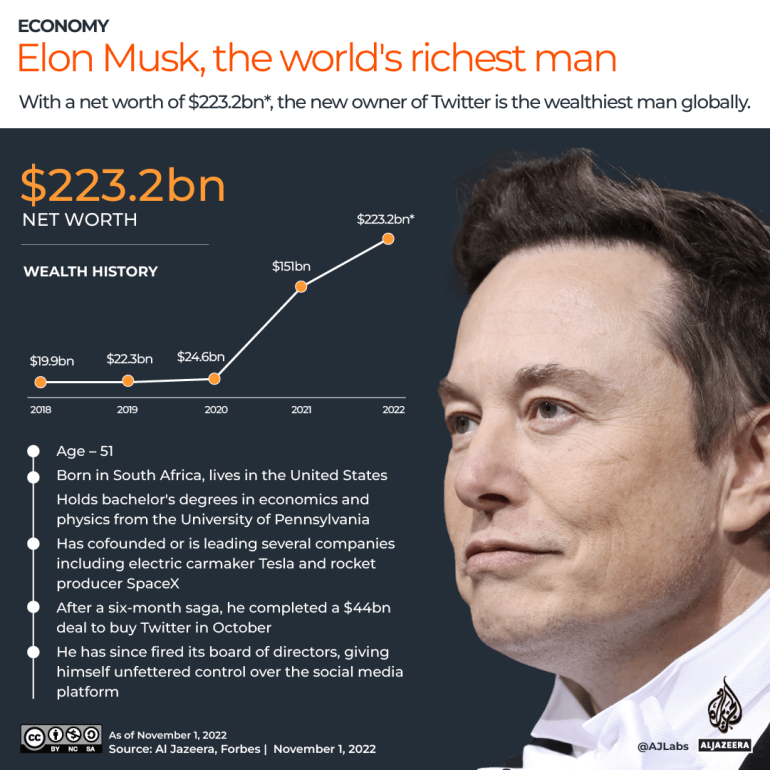 ECONOMY
Elon Musk, the world's richest man
With a net worth of $223.2bn*, the new owner of Twitter is the wealthiest man globally.
$223.2bn
NET WORTH
WEALTH HISTORY
$19.9bn
$22.3bn
$24.6bn
$151bn
$223.2bn*
2018
2019
2020
2021
2022
Age – 51
Born in South Africa, lives in the United States
Holds bachelor's degrees in economics and
physics from the University of Pennsylvania
Has cofounded or is leading several companies
including electric carmaker Tesla and rocket
producer SpaceX
After a six-month saga, he completed a $44bn
deal to buy Twitter in October
He has since fired its board of directors, giving
himself unfettered control over the social media
platform
cc
BY NC SA
As of November 1, 2022
Source: Al Jazeera, Forbes | November 1, 2022
@AJLabs
ALJAZEERA